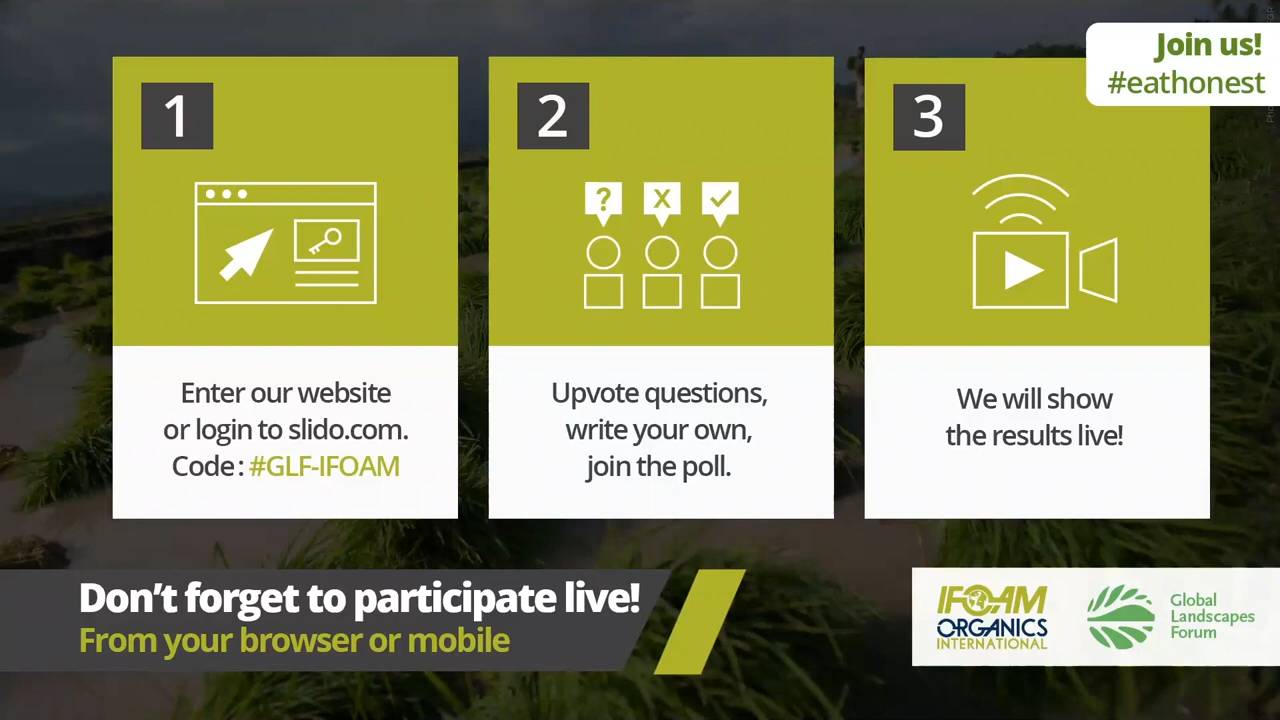 Join us!
#eathonest
1
2
3
?
X
Enter our website
or login to slido.com.
Code: #GLF-IFOAM
Upvote questions,
write your own,
join the poll.
We will show
the results live!
Don't forget to participate live!
From your browser or mobile
IFOAM
ORGANICS
INTERNATIONAL
Global
Landscapes
Forum